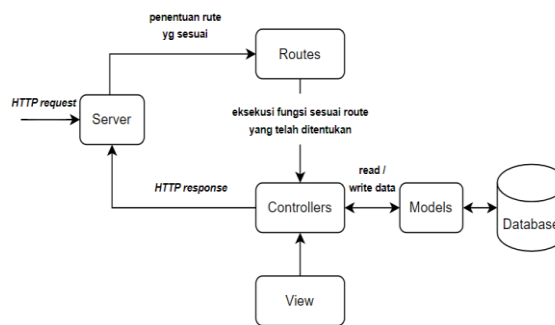 penentuan rute
yg sesuai
Routes
HTTP request
Server
eksekusi fungsi sesuai route
yang telah ditentukan
HTTP response
read /
write data
Controllers
Models
Database
View